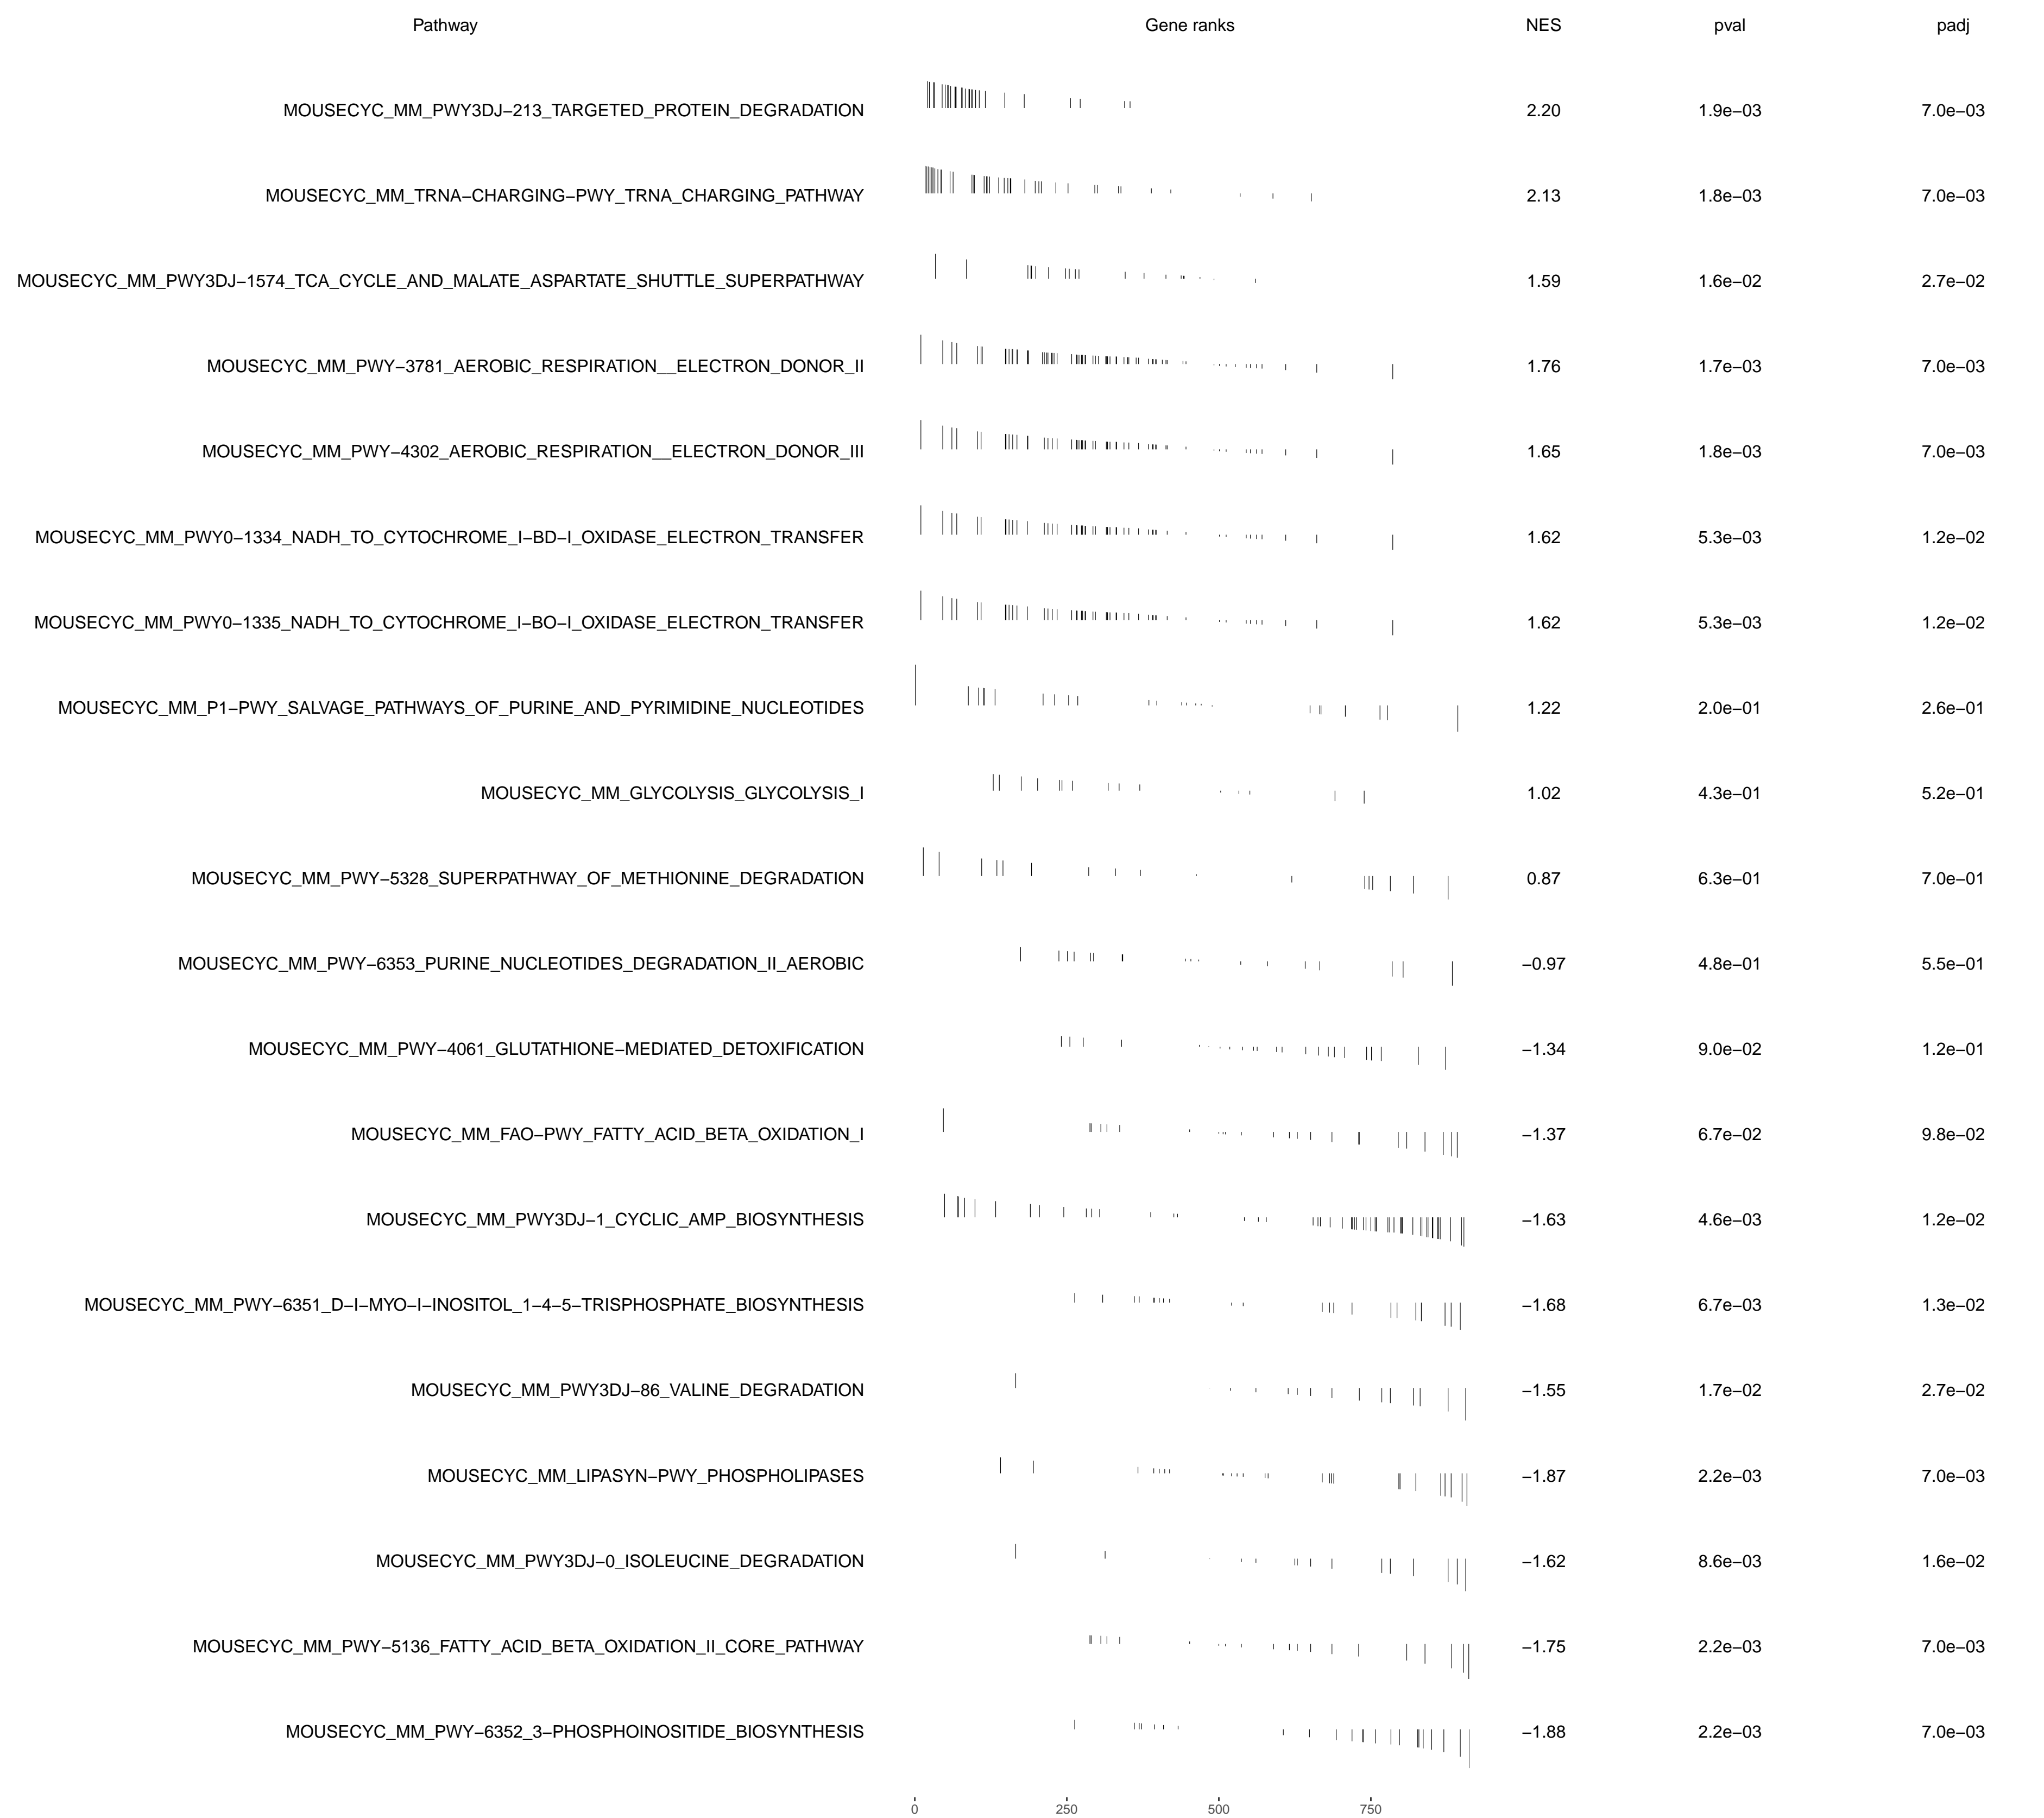 Pathway Gene ranks NES pval padj
MOUSECYC_MM_PWY3DJ−213_TARGETED_PROTEIN_DEGRADATION 2.20 1.9e−03 7.0e−03
MOUSECYC_MM_TRNA−CHARGING−PWY_TRNA_CHARGING_PATHWAY 2.13 1.8e−03 7.0e−03
MOUSECYC_MM_PWY3DJ−1574_TCA_CYCLE_AND_MALATE_ASPARTATE_SHUTTLE_SUPERPATHWAY 1.59 1.6e−02 2.7e−02
MOUSECYC_MM_PWY−3781_AEROBIC_RESPIRATION__ELECTRON_DONOR_II 1.76 1.7e−03 7.0e−03
MOUSECYC_MM_PWY−4302_AEROBIC_RESPIRATION__ELECTRON_DONOR_III 1.65 1.8e−03 7.0e−03
MOUSECYC_MM_PWY0−1334_NADH_TO_CYTOCHROME_I−BD−I_OXIDASE_ELECTRON_TRANSFER 1.62 5.3e−03 1.2e−02
MOUSECYC_MM_PWY0−1335_NADH_TO_CYTOCHROME_I−BO−I_OXIDASE_ELECTRON_TRANSFER 1.62 5.3e−03 1.2e−02
MOUSECYC_MM_P1−PWY_SALVAGE_PATHWAYS_OF_PURINE_AND_PYRIMIDINE_NUCLEOTIDES 1.22 2.0e−01 2.6e−01
MOUSECYC_MM_GLYCOLYSIS_GLYCOLYSIS_I 1.02 4.3e−01 5.2e−01
MOUSECYC_MM_PWY−5328_SUPERPATHWAY_OF_METHIONINE_DEGRADATION 0.87 6.3e−01 7.0e−01
MOUSECYC_MM_PWY−6353_PURINE_NUCLEOTIDES_DEGRADATION_II_AEROBIC −0.97 4.8e−01 5.5e−01
MOUSECYC_MM_PWY−4061_GLUTATHIONE−MEDIATED_DETOXIFICATION −1.34 9.0e−02 1.2e−01
MOUSECYC_MM_FAO−PWY_FATTY_ACID_BETA_OXIDATION_I −1.37 6.7e−02 9.8e−02
MOUSECYC_MM_PWY3DJ−1_CYCLIC_AMP_BIOSYNTHESIS −1.63 4.6e−03 1.2e−02
MOUSECYC_MM_PWY−6351_D−I−MYO−I−INOSITOL_1−4−5−TRISPHOSPHATE_BIOSYNTHESIS −1.68 6.7e−03 1.3e−02
MOUSECYC_MM_PWY3DJ−86_VALINE_DEGRADATION −1.55 1.7e−02 2.7e−02
MOUSECYC_MM_LIPASYN−PWY_PHOSPHOLIPASES −1.87 2.2e−03 7.0e−03
MOUSECYC_MM_PWY3DJ−0_ISOLEUCINE_DEGRADATION −1.62 8.6e−03 1.6e−02
MOUSECYC_MM_PWY−5136_FATTY_ACID_BETA_OXIDATION_II_CORE_PATHWAY −1.75 2.2e−03 7.0e−03
MOUSECYC_MM_PWY−6352_3−PHOSPHOINOSITIDE_BIOSYNTHESIS −1.88 2.2e−03 7.0e−03
0 250 500 750